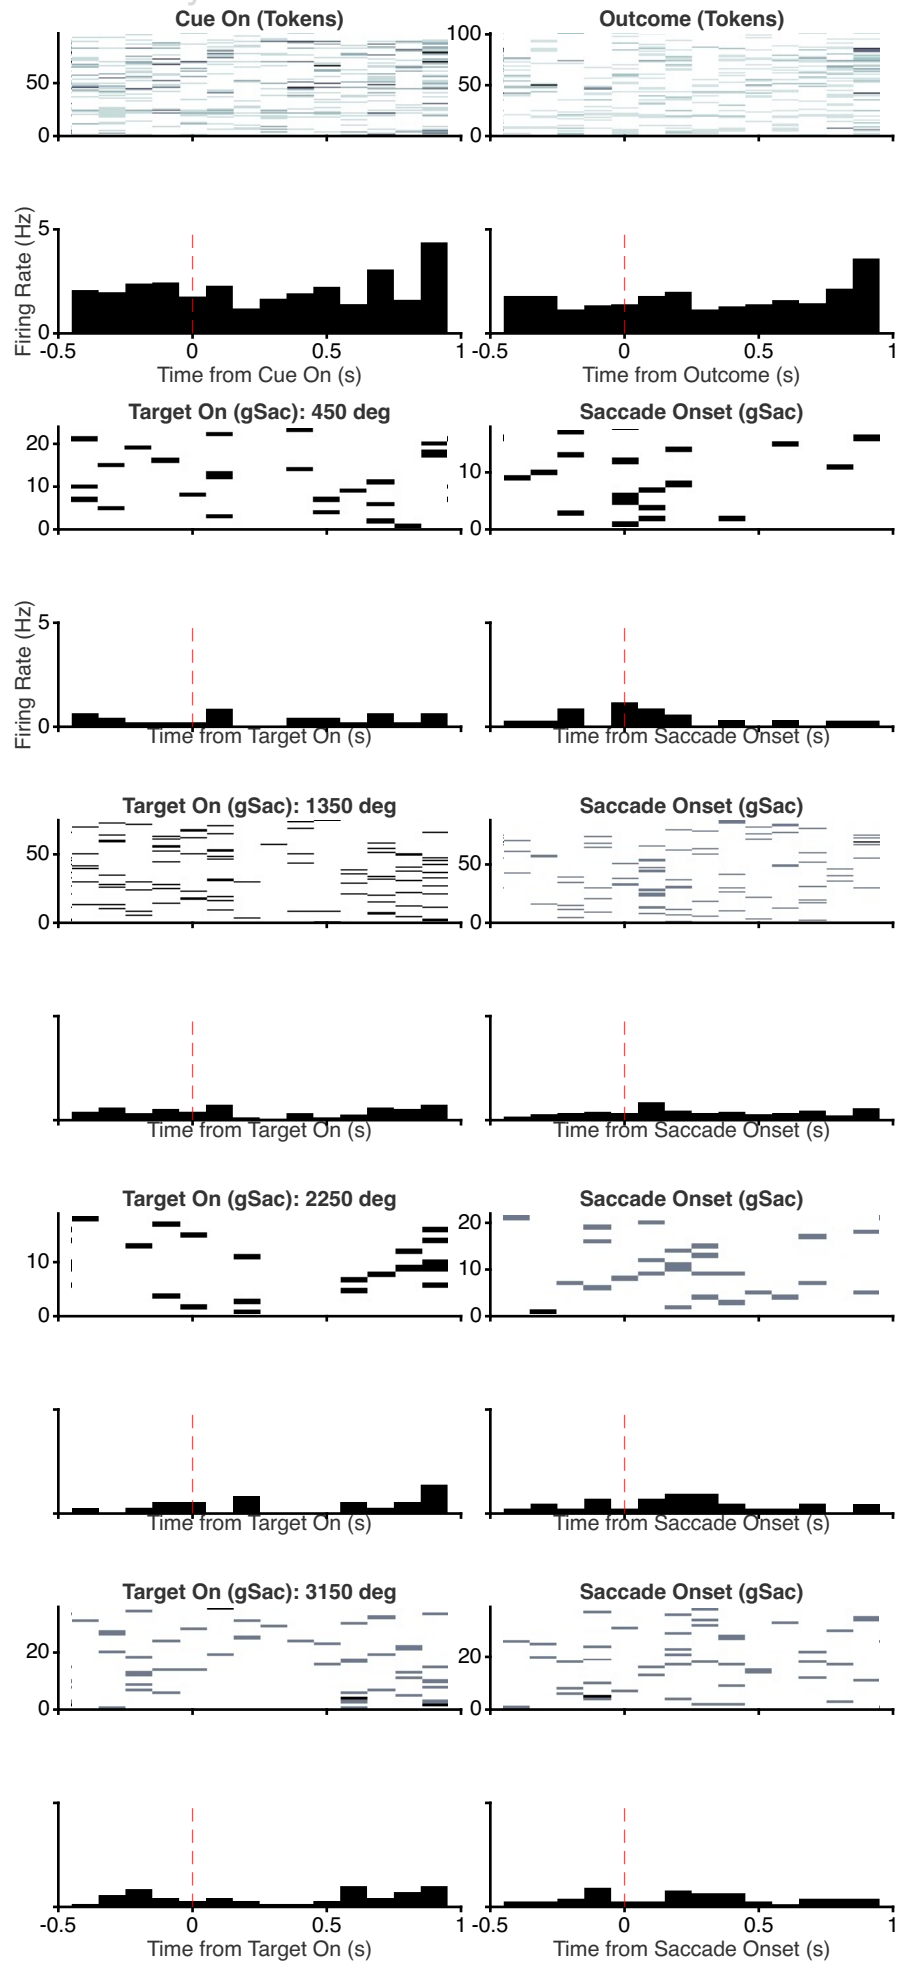 Cue On (Tokens)
Outcome (Tokens)
50
0
100
50
0
Firing Rate (Hz)
5
0
-0.5
0
0.5
1
-0.5
0
0.5
1
Time from Cue On (s)
Time from Outcome (s)
Target On (gSac): 450 deg
Saccade Onset (gSac)
20
10
0
10
0
Firing Rate (Hz)
5
0
Time from Target On (s)
Time from Saccade Onset (s)
Target On (gSac): 1350 deg
Saccade Onset (gSac)
50
0
50
0
Time from Target On (s)
Time from Saccade Onset (s)
Target On (gSac): 2250 deg
Saccade Onset (gSac)
10
0
20
10
0
Time from Target On (s)
Time from Saccade Onset (s)
Target On (gSac): 3150 deg
Saccade Onset (gSac)
20
0
20
0
-0.5
0
0.5
1
-0.5
0
0.5
1
Time from Target On (s)
Time from Saccade Onset (s)